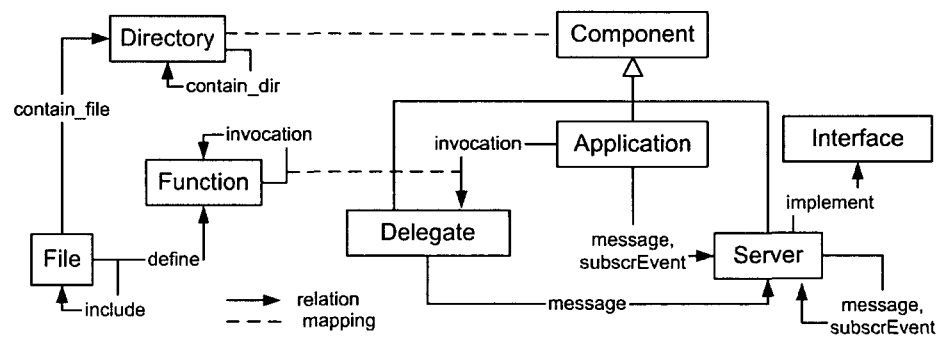 Directory
Component
contain_dir
contain_file
invocation
invocation
Application
Interface
Function
implement
Delegate
message,
subscrEvent
Server
File
define
include
relation
mapping
message
message,
subscrEvent